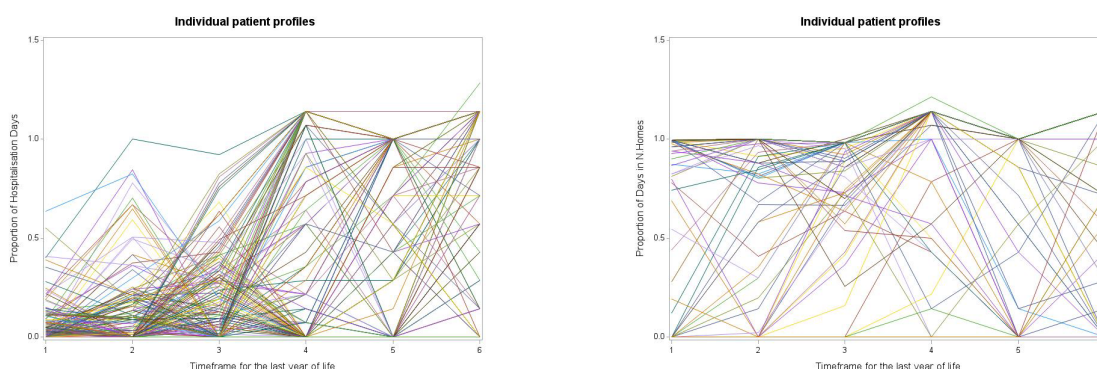 Individual patient profiles
1.5
1.0
0.5
0.0
Proportion of Hospitalisation Days
1 2 3 4 5 6
Timeframe for the last year of life
Individual patient profiles
1.5
1.0
0.5
0.0
Proportion of Days in N.Homes
1 2 3 4 5
Timeframe for the last year of life